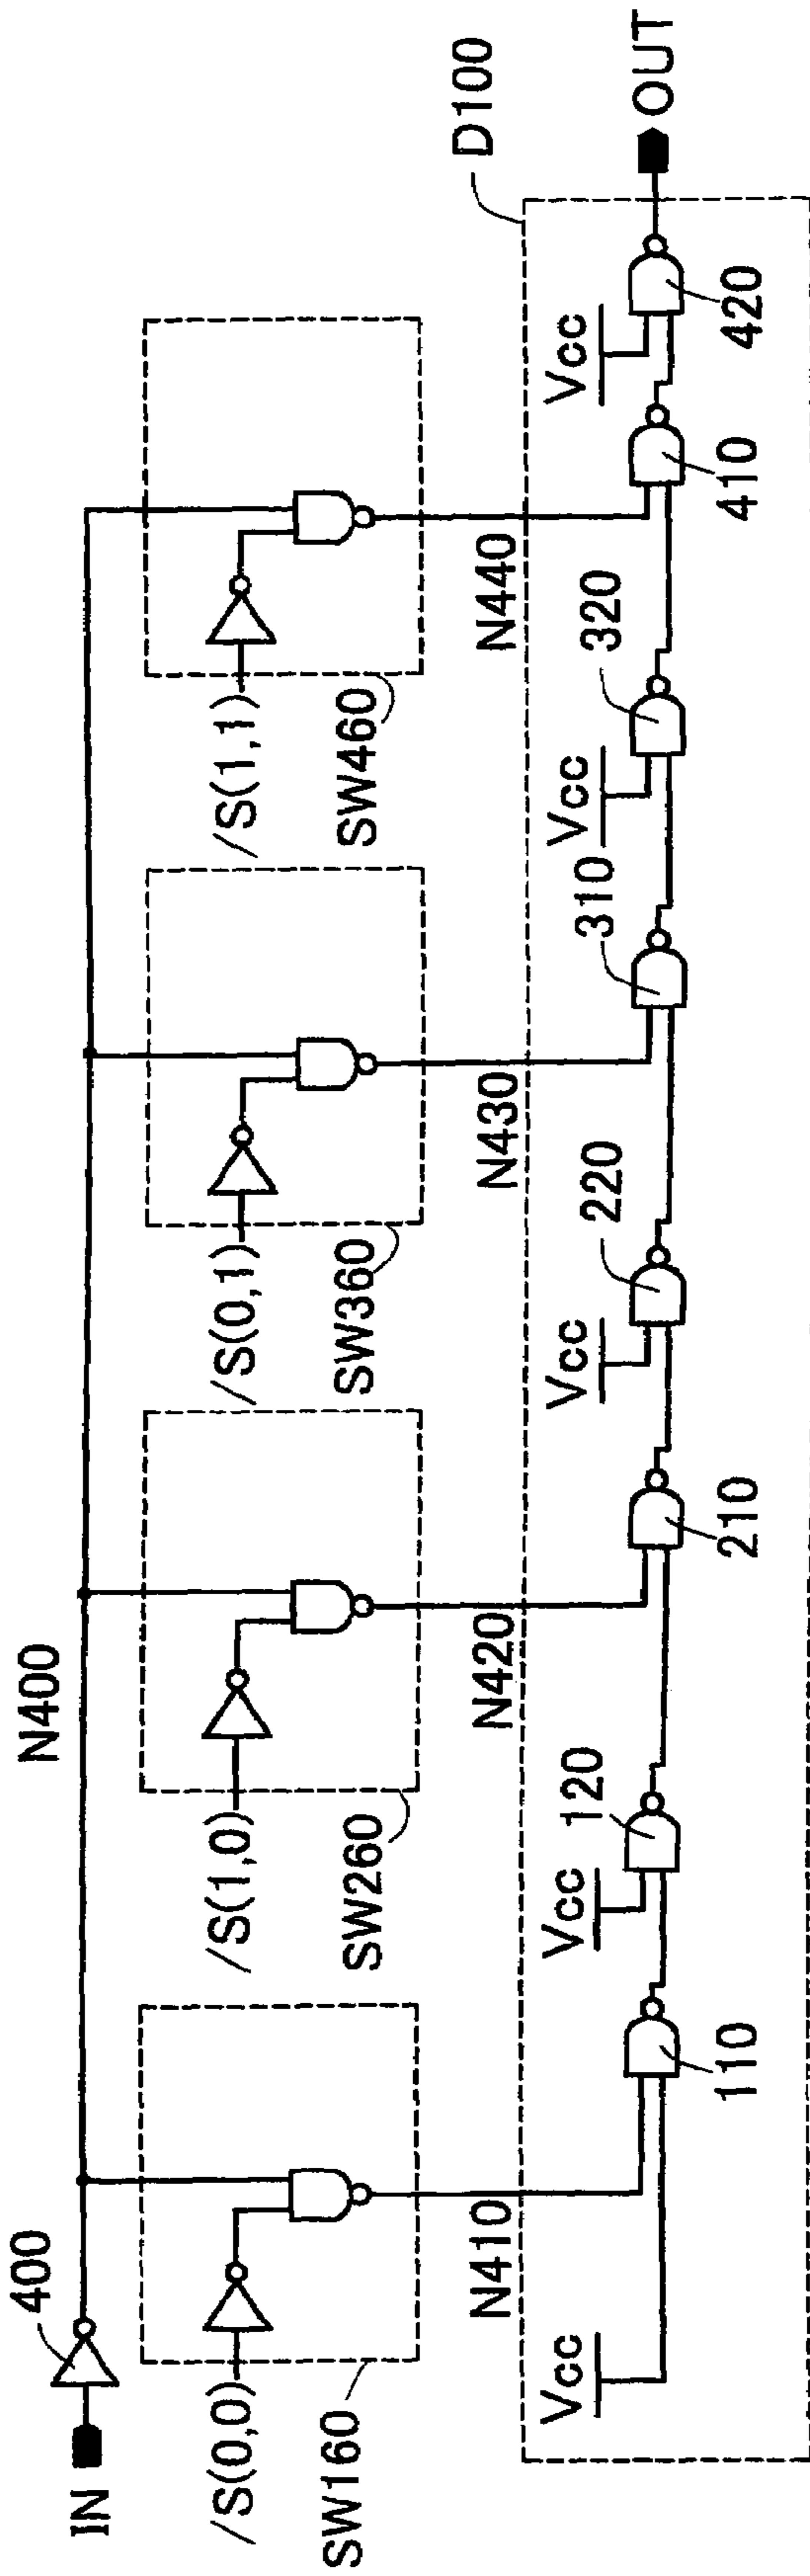 IN
400
N400
/S(0,0)
SW160
/S(1,0)
SW260
/S(0,1)
SW360
/S(1,1)
SW460
N410
N420
N430
N440
D100
Vcc
110
Vcc
120
210
Vcc
220
310
Vcc
320
410
Vcc
420
OUT